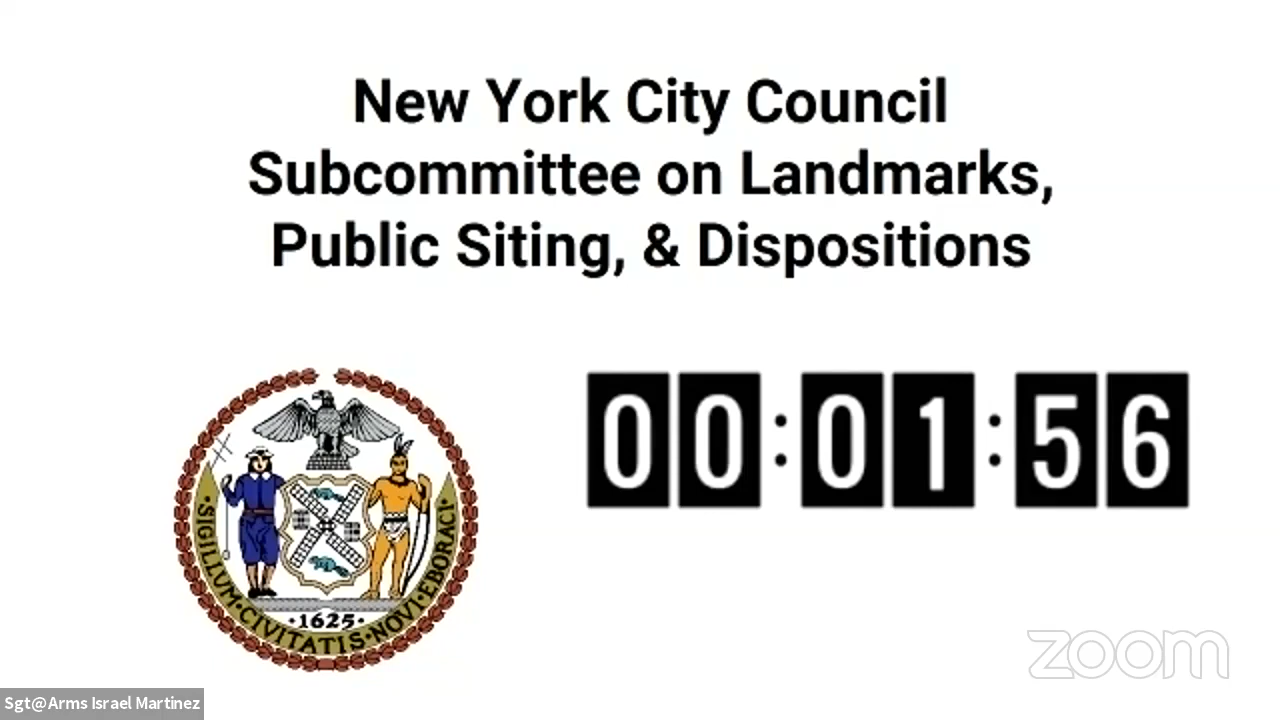 New York City Council
Subcommittee on Landmarks,
Public Siting, & Dispositions
00:01:56
SIGILLUM·CIVITATIS·NOVI·EBORACI
·1625·
zoom
Sgt@Arms Israel Martinez